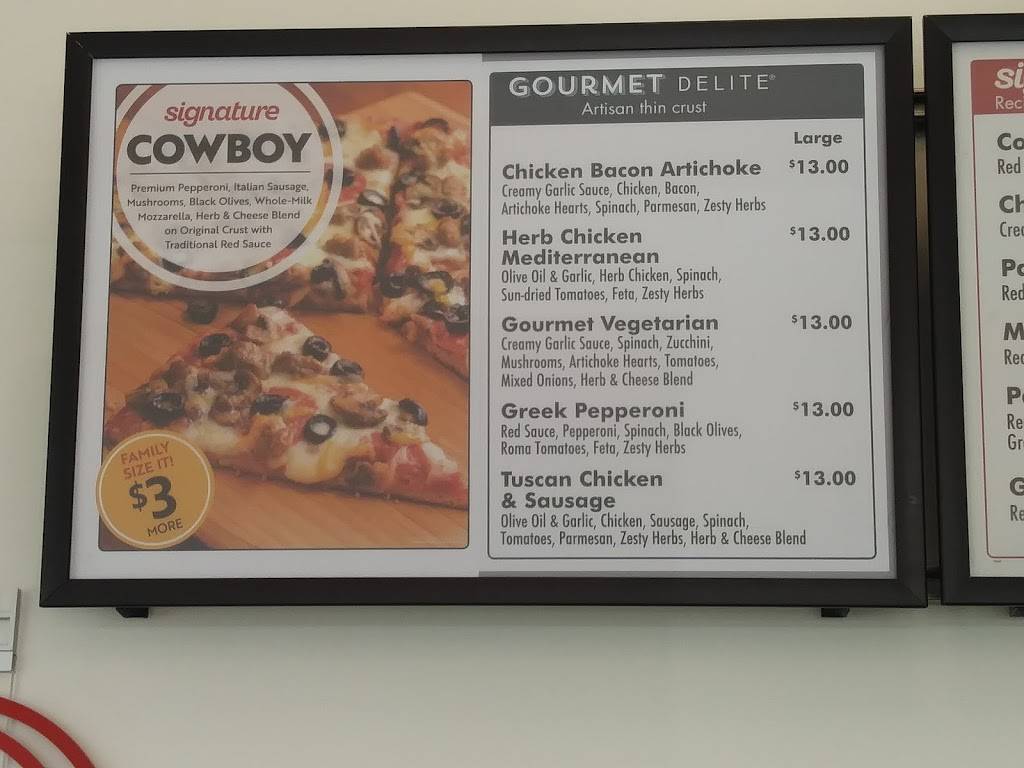 signature
COWBOY
Premium Pepperoni, Italian Sausage,
Mushrooms, Black Olives, Whole-Milk
Mozzarella, Herb & Cheese Blend
on Original Crust with
Traditional Red Sauce
FAMILY
SIZE IT!
$3
MORE
GOURMET DELITE®
Artisan thin crust
Large
Chicken Bacon Artichoke $13.00
Creamy Garlic Sauce, Chicken, Bacon,
Artichoke Hearts, Spinach, Parmesan, Zesty Herbs
Herb Chicken $13.00
Mediterranean
Olive Oil & Garlic, Herb Chicken, Spinach,
Sun-dried Tomatoes, Feta, Zesty Herbs
Gourmet Vegetarian $13.00
Creamy Garlic Sauce, Spinach, Zucchini,
Mushrooms, Artichoke Hearts, Tomatoes,
Mixed Onions, Herb & Cheese Blend
Greek Pepperoni $13.00
Red Sauce, Pepperoni, Spinach, Black Olives,
Roma Tomatoes, Feta, Zesty Herbs
Tuscan Chicken $13.00
& Sausage
Olive Oil & Garlic, Chicken, Sausage, Spinach,
Tomatoes, Parmesan, Zesty Herbs, Herb & Cheese Blend
Red